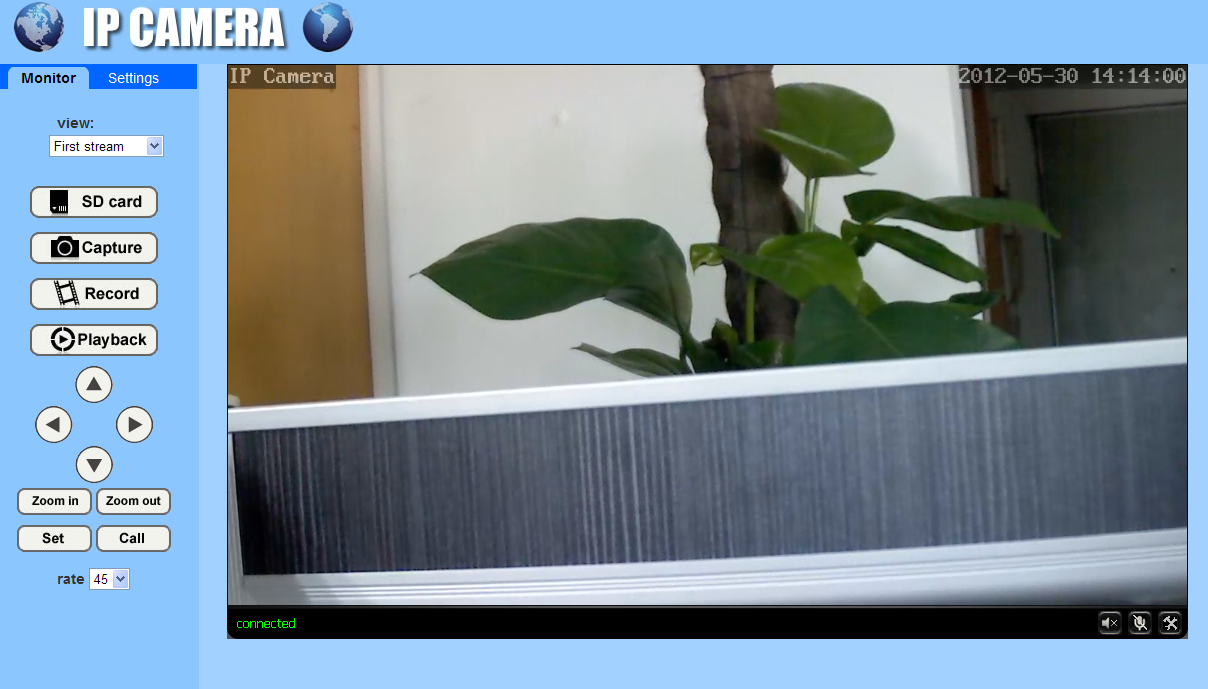 IP CAMERA
Monitor
Settings
view:
First stream
SD card
Capture
Record
Playback
Zoom in
Zoom out
Set
Call
rate
45
IP Camera
2012-05-30 14:14:00
connected